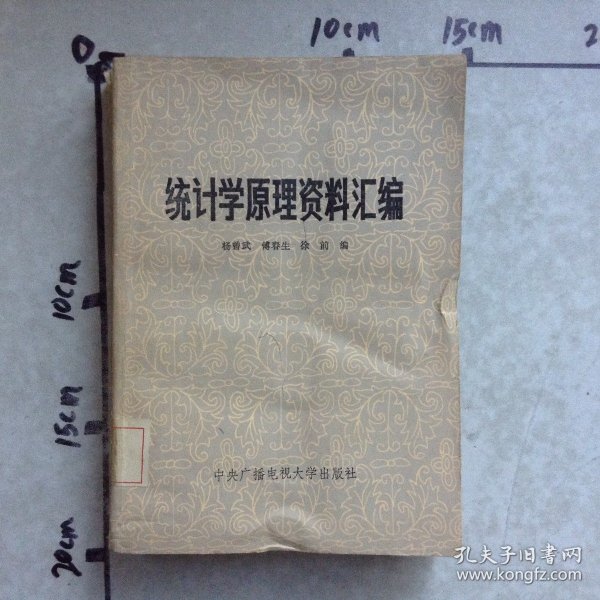 0
10cm
15cm
2
统计学原理资料汇编
杨曾武 傅春生 徐前 编
10cm
15cm
20cm
中央广播电视大学出版社
孔夫子旧书网
www.kongfz.com